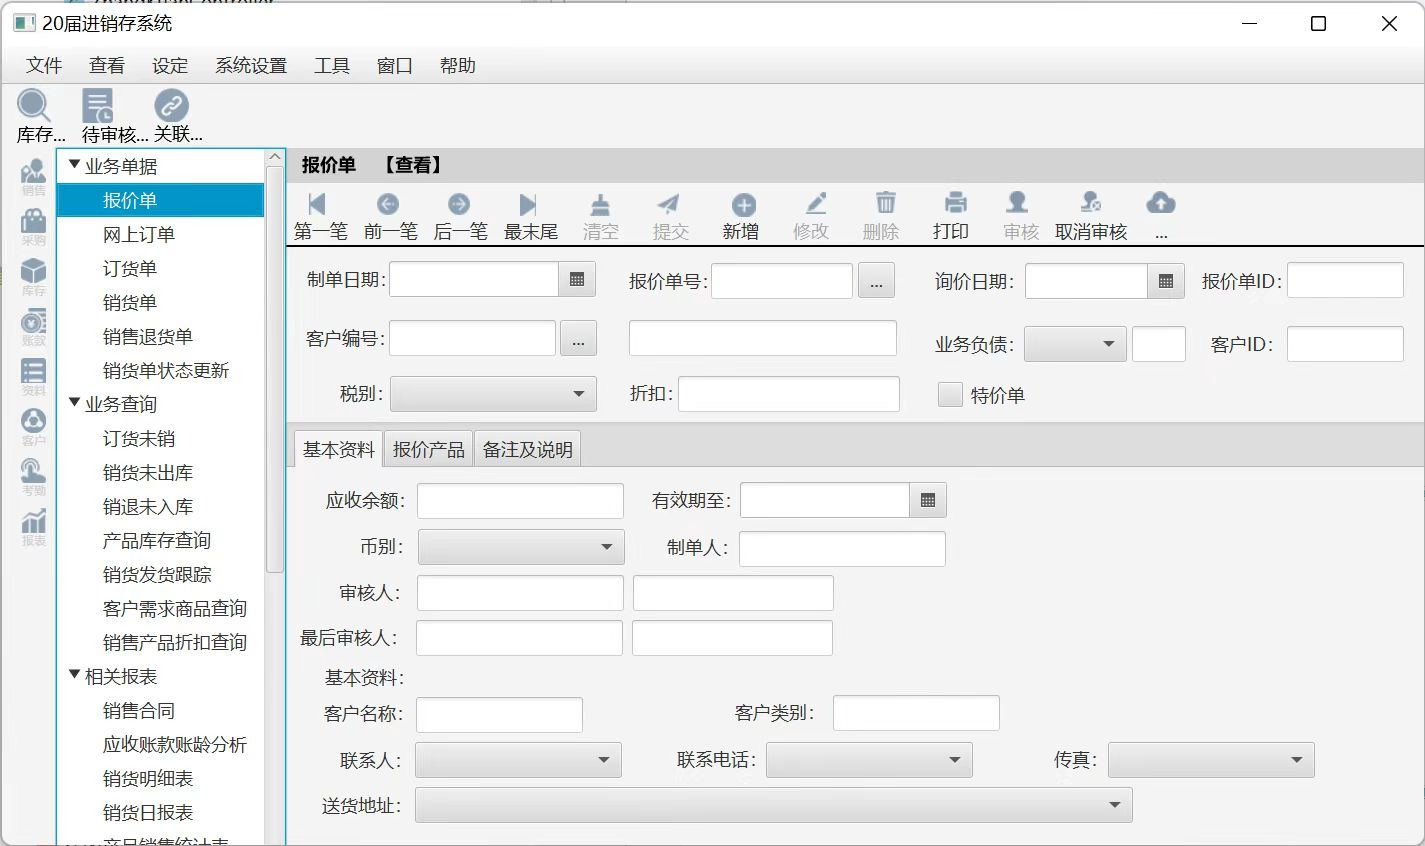 20届进销存系统
文件 查看 设定 系统设置 工具 窗口 帮助
库存... 待审核... 关联...
销售
采购
库存
账款
资料
客户
考勤
报表
业务单据
报价单
网上订单
订货单
销货单
销售退货单
销货单状态更新
业务查询
订货未销
销货未出库
销退未入库
产品库存查询
销货发货跟踪
客户需求商品查询
销售产品折扣查询
相关报表
销售合同
应收账款账龄分析
销货明细表
销货日报表
产品销售统计表
报价单 【查看】
第一笔 前一笔 后一笔 最末尾 清空 提交 新增 修改 删除 打印 审核 取消审核 ...
制单日期: 报价单号: ... 询价日期: 报价单ID:
客户编号: ... 业务负债: 客户ID:
税别: 折扣: 特价单
基本资料 报价产品 备注及说明
应收余额: 有效期至:
币别: 制单人:
审核人:
最后审核人:
基本资料:
客户名称: 客户类别:
联系人: 联系电话: 传真:
送货地址: